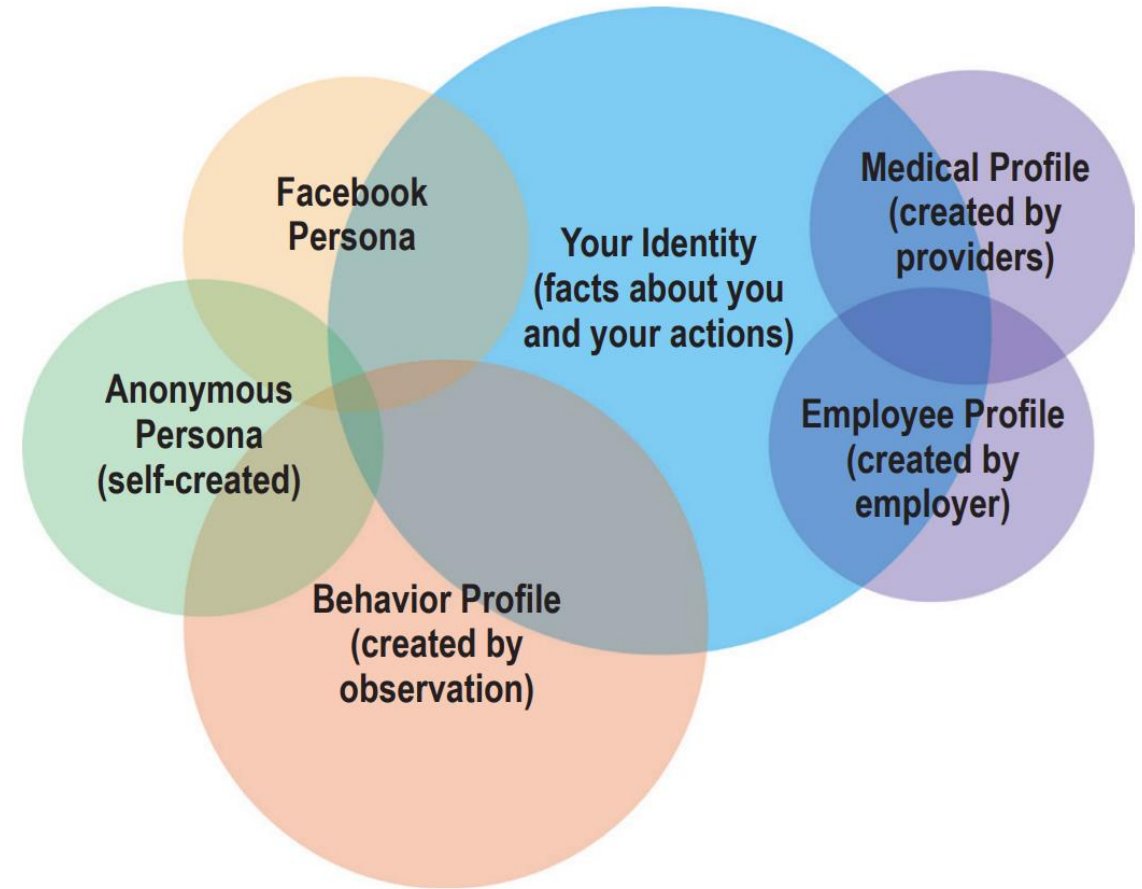 Facebook
Persona
Your Identity
(facts about you
and your actions)
Medical Profile
(created by
providers)
Anonymous
Persona
(self-created)
Employee Profile
(created by
employer)
Behavior Profile
(created by
observation)